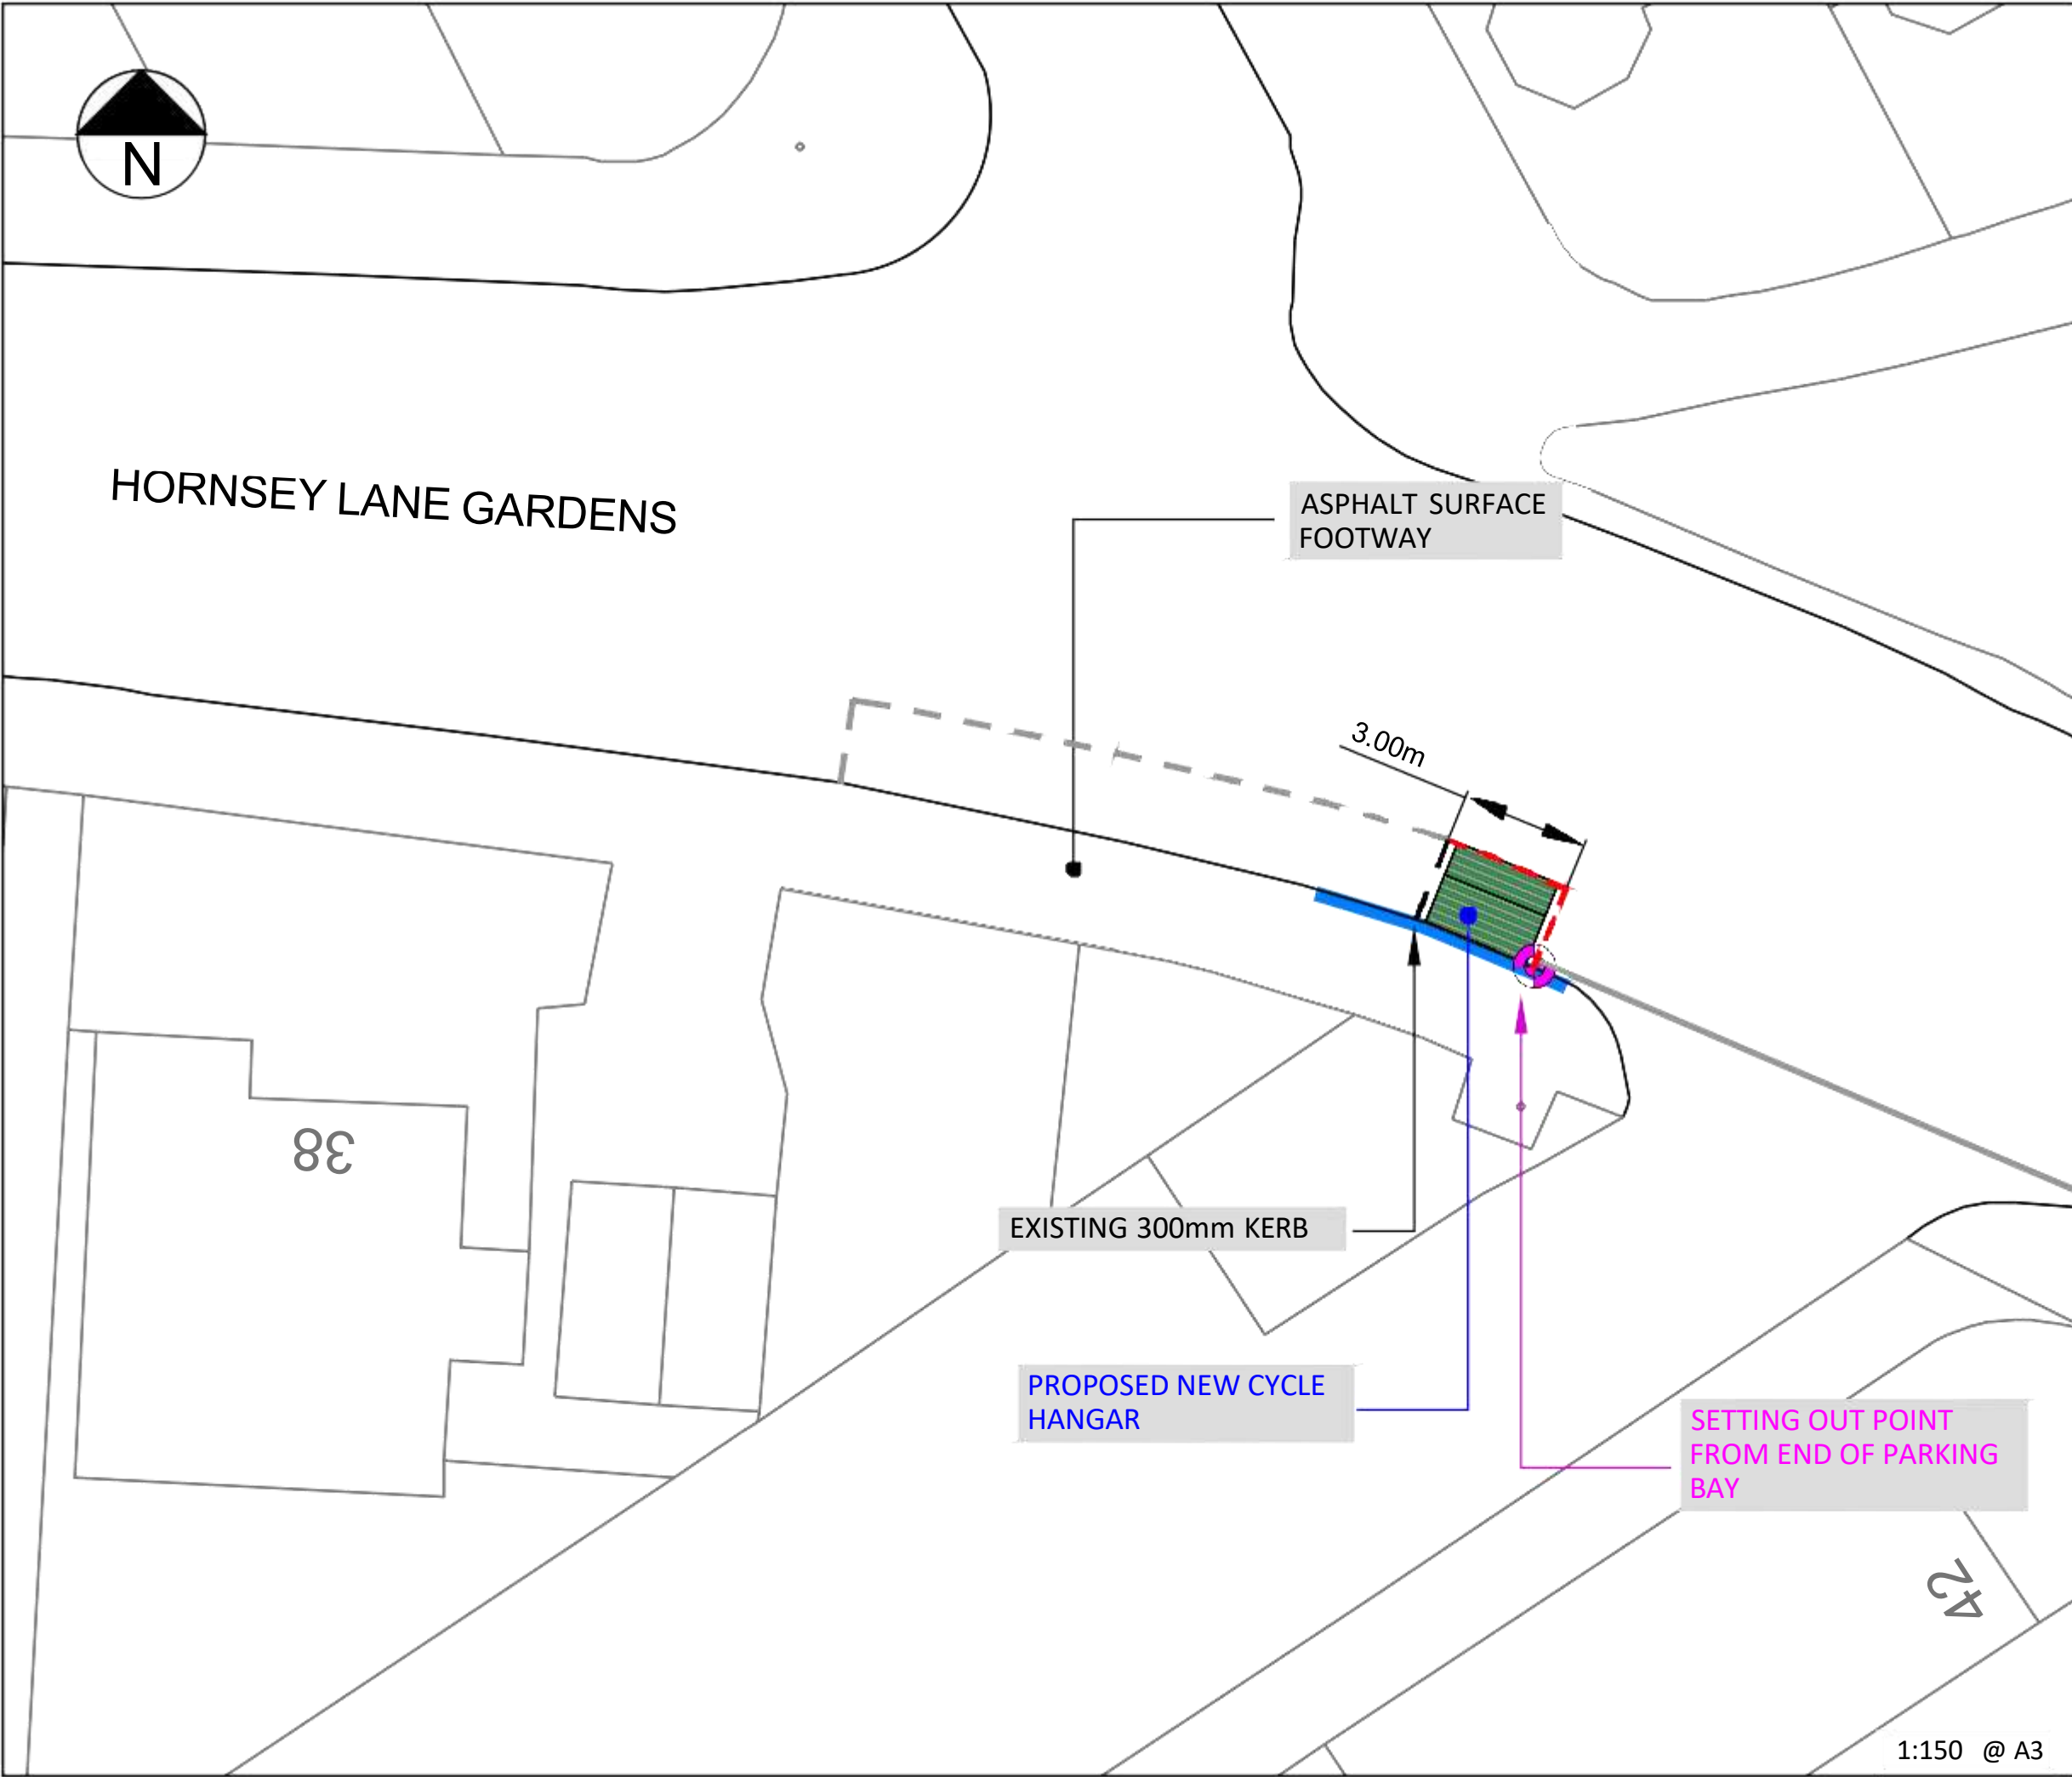 N
HORNSEY LANE GARDENS
ASPHALT SURFACE
FOOTWAY
3.00m
38
EXISTING 300mm KERB
PROPOSED NEW CYCLE
HANGAR
SETTING OUT POINT
FROM END OF PARKING
BAY
42
1:150 @ A3